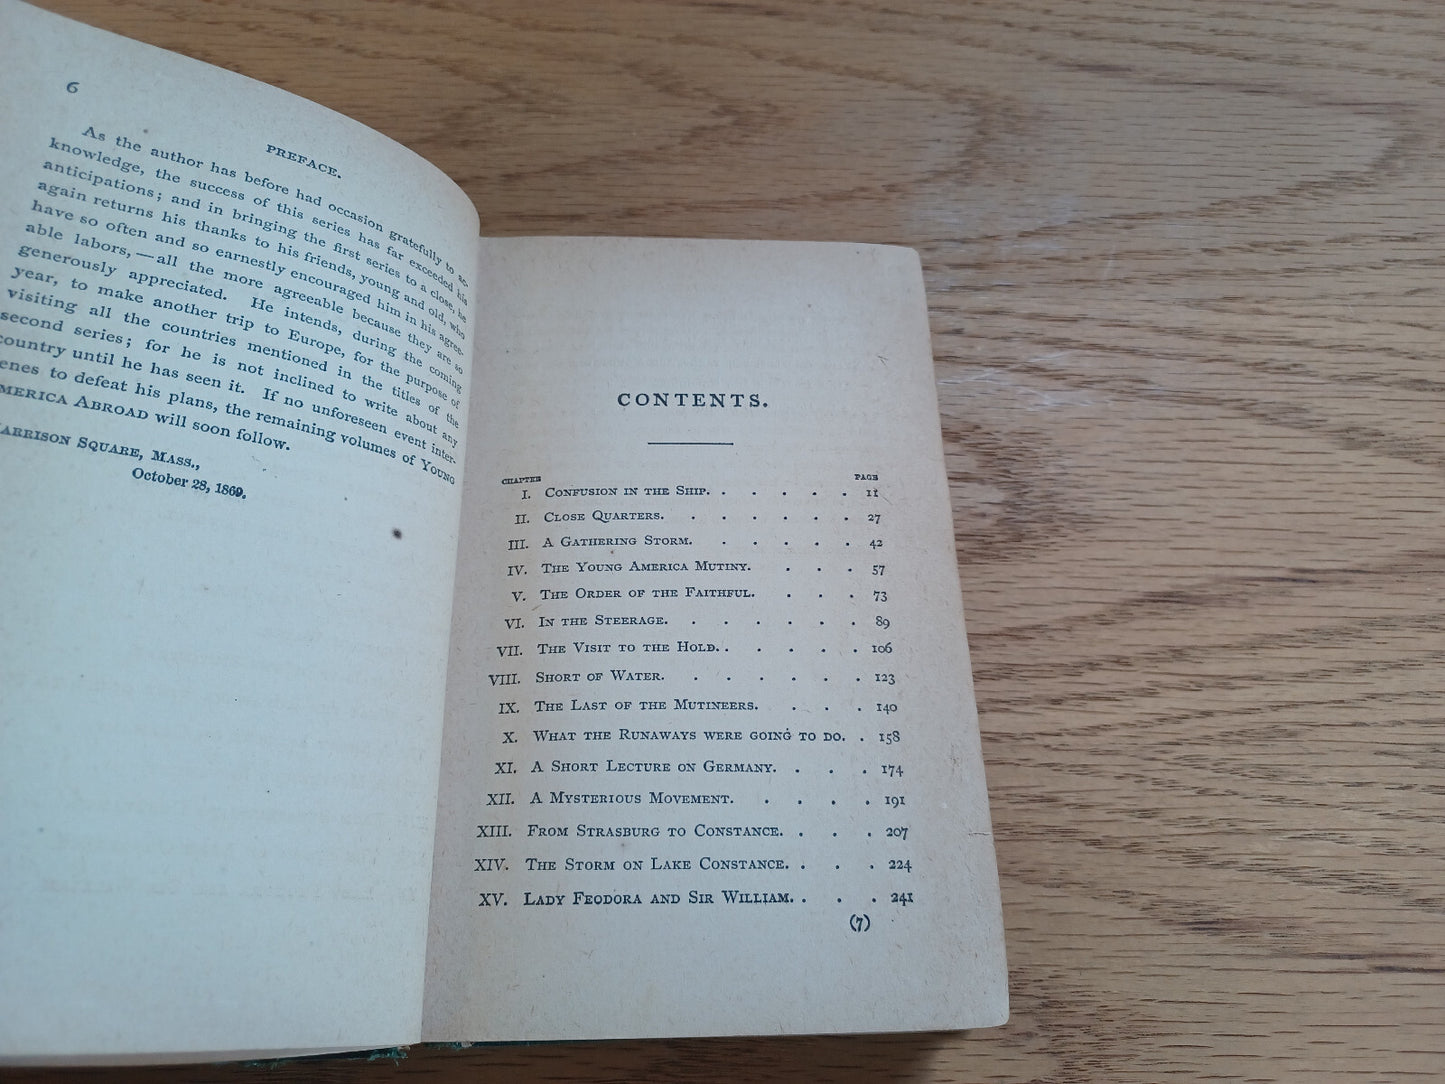 6
PREFACE.
As the author has before had occasion gratefully to ac-
knowledge, the success of this series has far exceeded his
anticipations; and in bringing the first series to a close, he
again returns his thanks to his friends, young and old, who
have so often and so earnestly encouraged him in his agree-
able labors, — all the more agreeable because they are so
generously appreciated. He intends, during the coming
year, to make another trip to Europe, for the purpose of
visiting all the countries mentioned in the titles of the
second series; for he is not inclined to write about any
country until he has seen it. If no unforeseen event inter-
enes to defeat his plans, the remaining volumes of YOUNG
MERICA ABROAD will soon follow.
ARRISON SQUARE, MASS.,
October 28, 1869.
CONTENTS.
CHAPTER PAGE
I. CONFUSION IN THE SHIP. . . . . . 11
II. CLOSE QUARTERS. . . . . . . 27
III. A GATHERING STORM. . . . . . 42
IV. THE YOUNG AMERICA MUTINY. . . . 57
V. THE ORDER OF THE FAITHFUL. . . . 73
VI. IN THE STEERAGE. . . . . . . 89
VII. THE VISIT TO THE HOLD. . . . . . 106
VIII. SHORT OF WATER. . . . . . . 123
IX. THE LAST OF THE MUTINEERS. . . . 140
X. WHAT THE RUNAWAYS WERE GOING TO DO. . 158
XI. A SHORT LECTURE ON GERMANY. . . . 174
XII. A MYSTERIOUS MOVEMENT. . . . . 191
XIII. FROM STRASBURG TO CONSTANCE. . . . 207
XIV. THE STORM ON LAKE CONSTANCE. . . . 224
XV. LADY FEODORA AND SIR WILLIAM. . . . 241
(7)